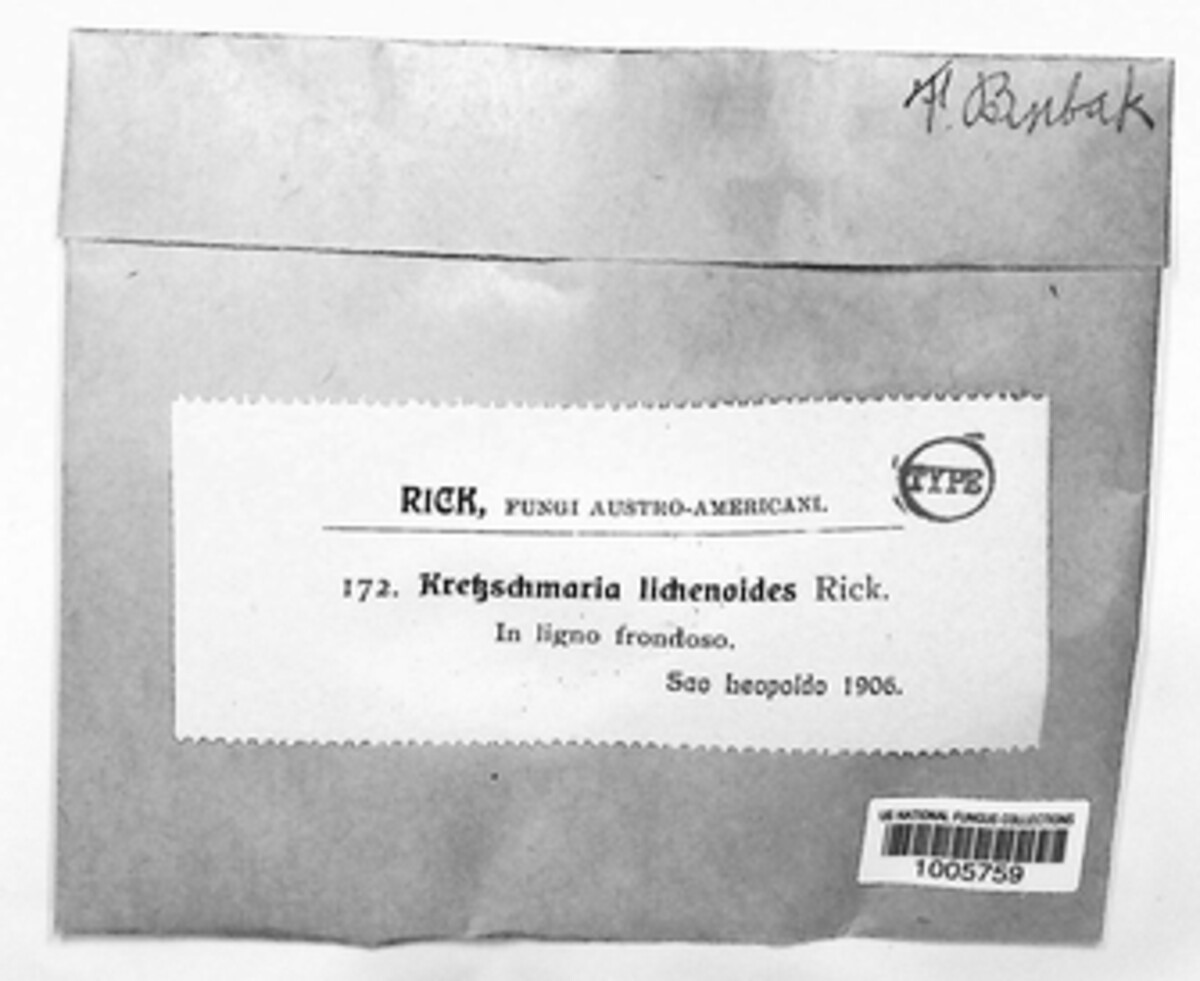 F. Bubak
TYPE
RICK, FUNGI AUSTRO-AMERICANI.
172. Kretzschmaria lichenoides Rick.
In ligno frondoso.
Sao Leopoldo 1906.
US NATIONAL FUNGUS COLLECTIONS
1005759